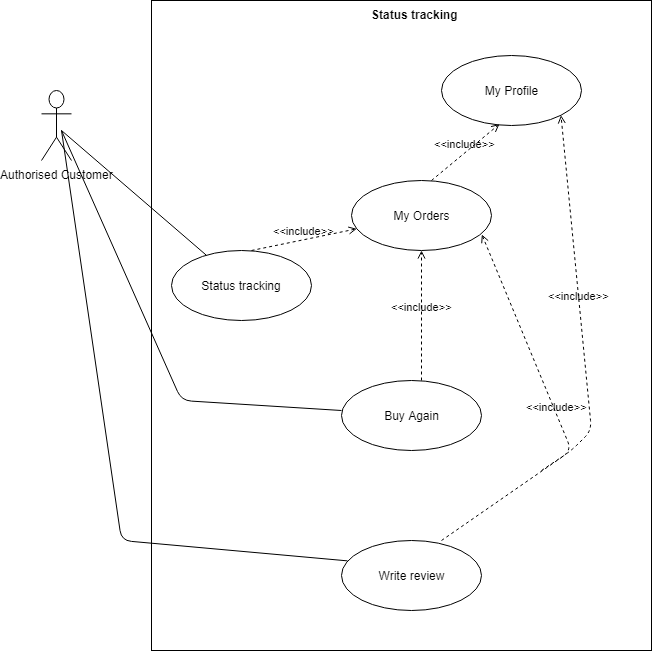 Status tracking
My Profile
<<include>>
Authorised Customer
My Orders
<<include>>
Status tracking
<<include>>
<<include>>
<<include>>
Buy Again
Write review